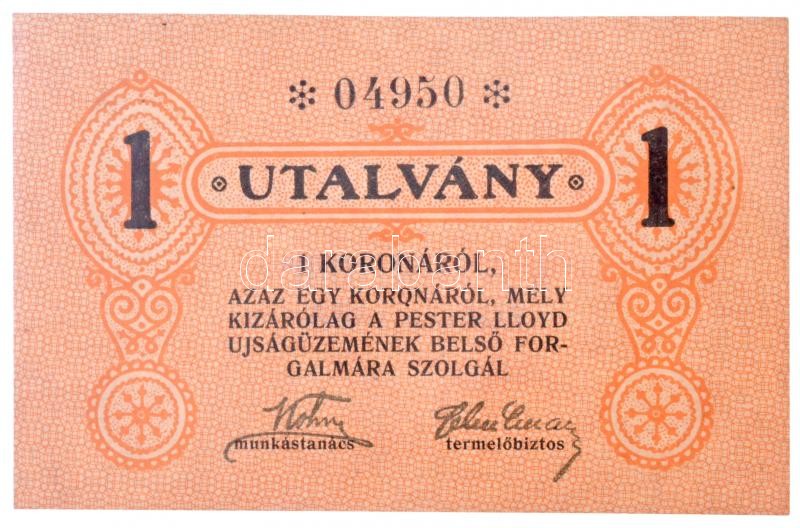 * 04950 *
1 UTALVÁNY 1
1 KORONÁRÓL,
AZAZ EGY KORONÁRÓL, MELY
KIZÁRÓLAG A PESTER LLOYD
UJSÁGÜZEMÉNEK BELSŐ FOR-
GALMÁRA SZOLGÁL
munkástanács termelőbiztos
darabanth